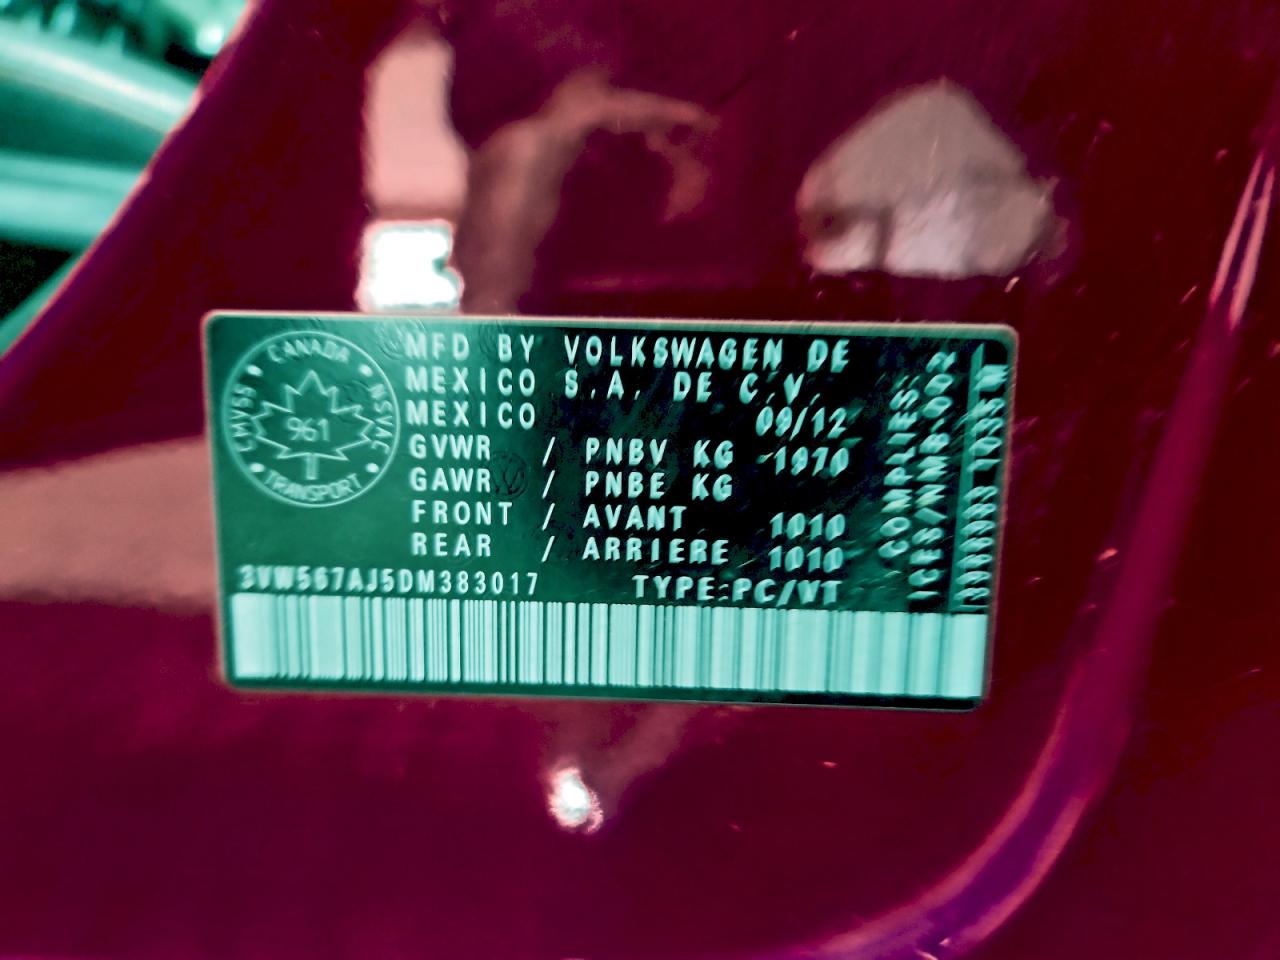 CANADA
CMVSS • NSVAC
961
TRANSPORT
MFD BY VOLKSWAGEN DE
MEXICO S.A. DE C.V.
MEXICO 09/12
GVWR / PNBV KG 1970
GAWR / PNBE KG
FRONT / AVANT 1010
REAR / ARRIERE 1010
3VW567AJ5DM383017 TYPE:PC/VT
COMPLIES:
ICES/NMB-002